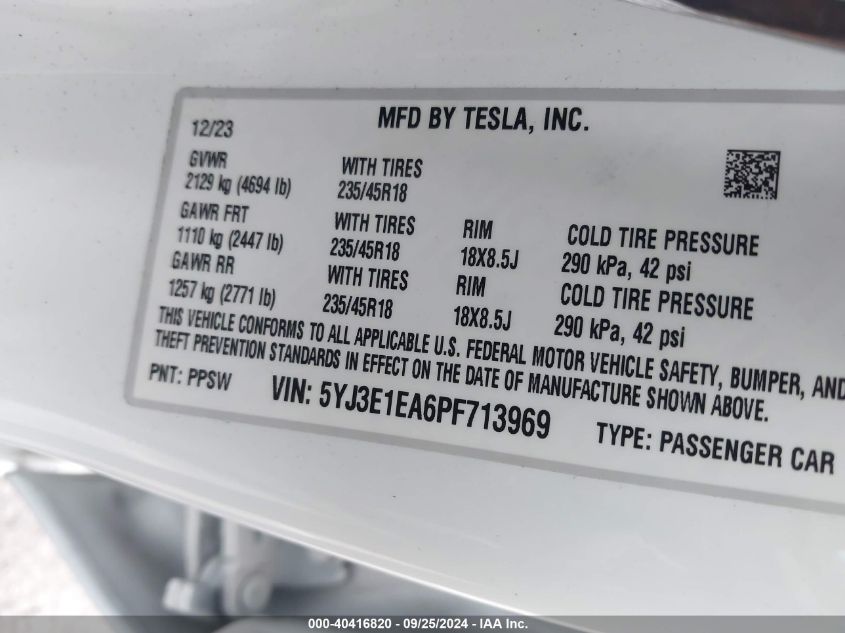 MFD BY TESLA, INC.
12/23
GVWR
2129 kg (4694 lb)
WITH TIRES
235/45R18
GAWR FRT
1110 kg (2447 lb)
WITH TIRES
235/45R18
RIM
18X8.5J
COLD TIRE PRESSURE
290 kPa, 42 psi
GAWR RR
1257 kg (2771 lb)
WITH TIRES
235/45R18
RIM
18X8.5J
COLD TIRE PRESSURE
290 kPa, 42 psi
THIS VEHICLE CONFORMS TO ALL APPLICABLE U.S. FEDERAL MOTOR VEHICLE SAFETY, BUMPER, AND
THEFT PREVENTION STANDARDS IN EFFECT ON THE DATE OF MANUFACTURE SHOWN ABOVE.
PNT: PPSW
VIN: 5YJ3E1EA6PF713969
TYPE: PASSENGER CAR
000-40416820 - 09/25/2024 - IAA Inc.